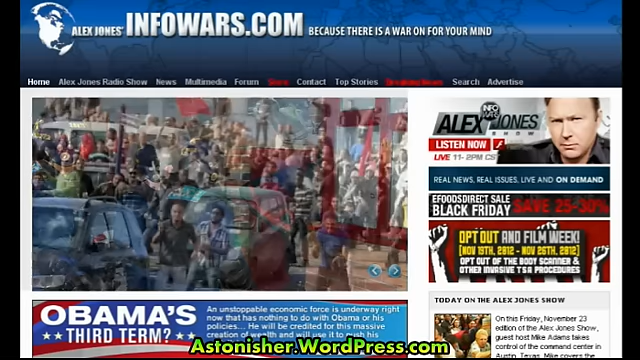 ALEX JONES' INFOWARS.COM BECAUSE THERE IS A WAR ON FOR YOUR MIND
Home Alex Jones Radio Show News Multimedia Forum Store Contact Top Stories Breaking News Search Advertise
ALEX JONES
INFO WARS
SHOW
LISTEN NOW
LIVE 11-2PM CST
REAL NEWS, REAL ISSUES, LIVE AND ON DEMAND
EFOODSDIRECT SALE
BLACK FRIDAY SAVE 25-30%
OPT OUT AND FILM WEEK!
(NOV 19TH, 2012 - NOV 26TH, 2012)
OPT OUT OF THE BODY SCANNER &
OTHER INVASIVE TSA PROCEDURES
OBAMA'S
THIRD TERM?
An unstoppable economic force is underway right
now that has nothing to do with Obama or his
policies... He will be credited for this massive
creation of wealth and will use it to push his
TODAY ON THE ALEX JONES SHOW
On this Friday, November 23
edition of the Alex Jones Show,
guest host Mike Adams takes
control of the command center in
Austin, Texas. Mike covers the
Astonisher.WordPress.com